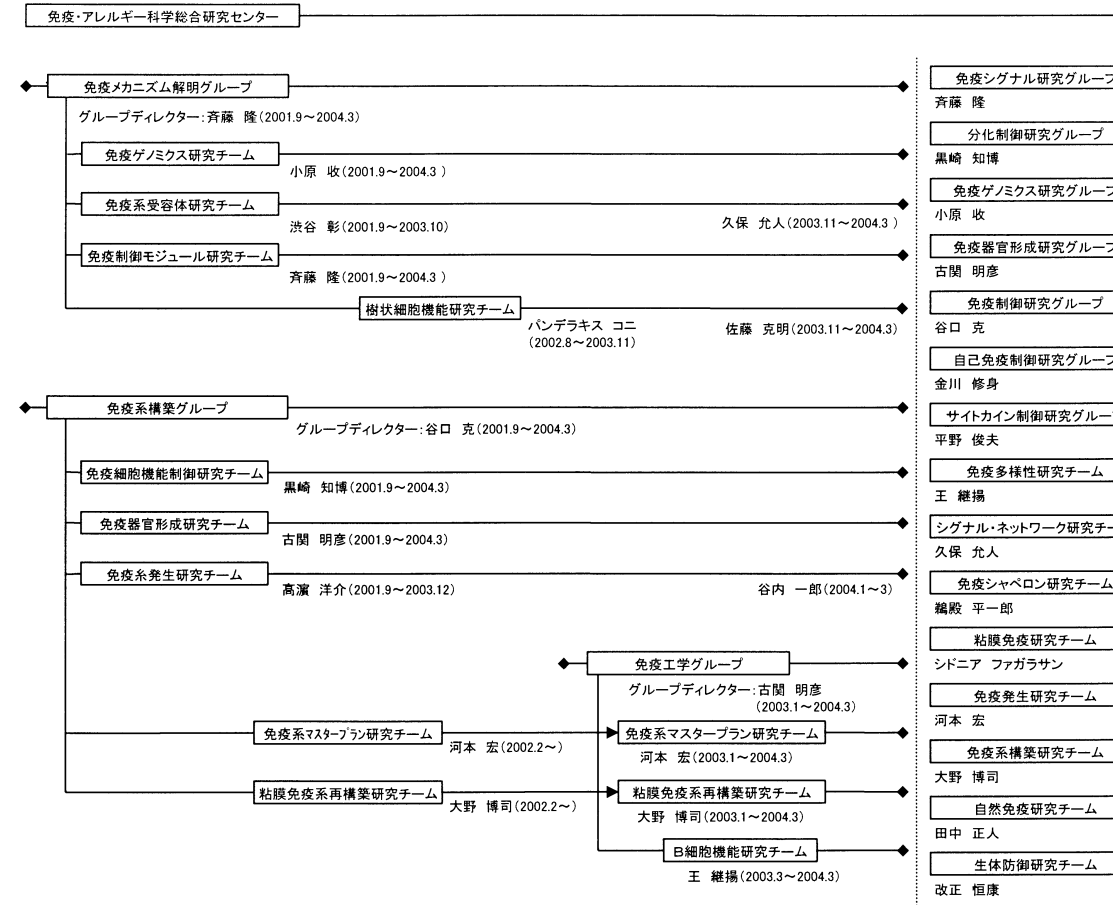 免疫・アレルギー科学総合研究センター
免疫メカニズム解明グループ
グループディレクター:斉藤 隆(2001.9~2004.3)
免疫ゲノミクス研究チーム
小原 收(2001.9~2004.3)
免疫系受容体研究チーム
渋谷 彰(2001.9~2003.10)
久保 允人(2003.11~2004.3)
免疫制御モジュール研究チーム
斉藤 隆(2001.9~2004.3)
樹状細胞機能研究チーム
パンデラキス コニ
(2002.8~2003.11)
佐藤 克明(2003.11~2004.3)
免疫系構築グループ
グループディレクター:谷口 克(2001.9~2004.3)
免疫細胞機能制御研究チーム
黒崎 知博(2001.9~2004.3)
免疫器官形成研究チーム
古関 明彦(2001.9~2004.3)
免疫糸発生研究チーム
高濵 洋介(2001.9~2003.12)
谷内 一郎(2004.1~3)
免疫工学グループ
グループディレクター:古関 明彦
(2003.1~2004.3)
免疫系マスタープラン研究チーム
河本 宏(2002.2~)
免疫系マスタープラン研究チーム
河本 宏(2003.1~2004.3)
粘膜免疫系再構築研究チーム
大野 博司(2002.2~)
粘膜免疫系再構築研究チーム
大野 博司(2003.1~2004.3)
B細胞機能研究チーム
王 継揚(2003.3~2004.3)
免疫シグナル研究グループ
斉藤 隆
分化制御研究グループ
黒崎 知博
免疫ゲノミクス研究グループ
小原 收
免疫器官形成研究グループ
古関 明彦
免疫制御研究グループ
谷口 克
自己免疫制御研究グループ
金川 修身
サイトカイン制御研究グルー
平野 俊夫
免疫多様性研究チーム
王 継揚
シグナル・ネットワーク研究チー
久保 允人
免疫シャペロン研究チーム
鵜殿 平一郎
粘膜免疫研究チーム
シドニア ファガラサン
免疫発生研究チーム
河本 宏
免疫系構築研究チーム
大野 博司
自然免疫研究チーム
田中 正人
生体防御研究チーム
改正 恒康